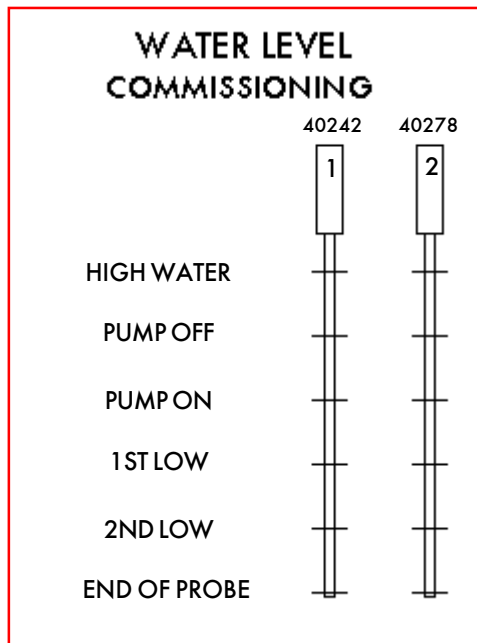 WATER LEVEL
COMMISSIONING
40242 40278
1 2
HIGH WATER
PUMP OFF
PUMP ON
1ST LOW
2ND LOW
END OF PROBE